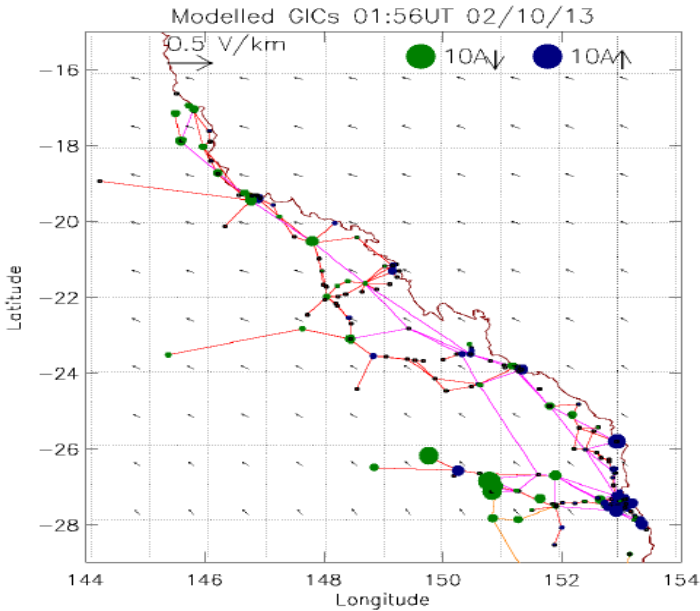 Modelled GICs 01:56UT 02/10/13
0.5 V/km
10A
10A
−16
−18
−20
−22
−24
−26
−28
Latitude
144
146
148
150
152
154
Longitude